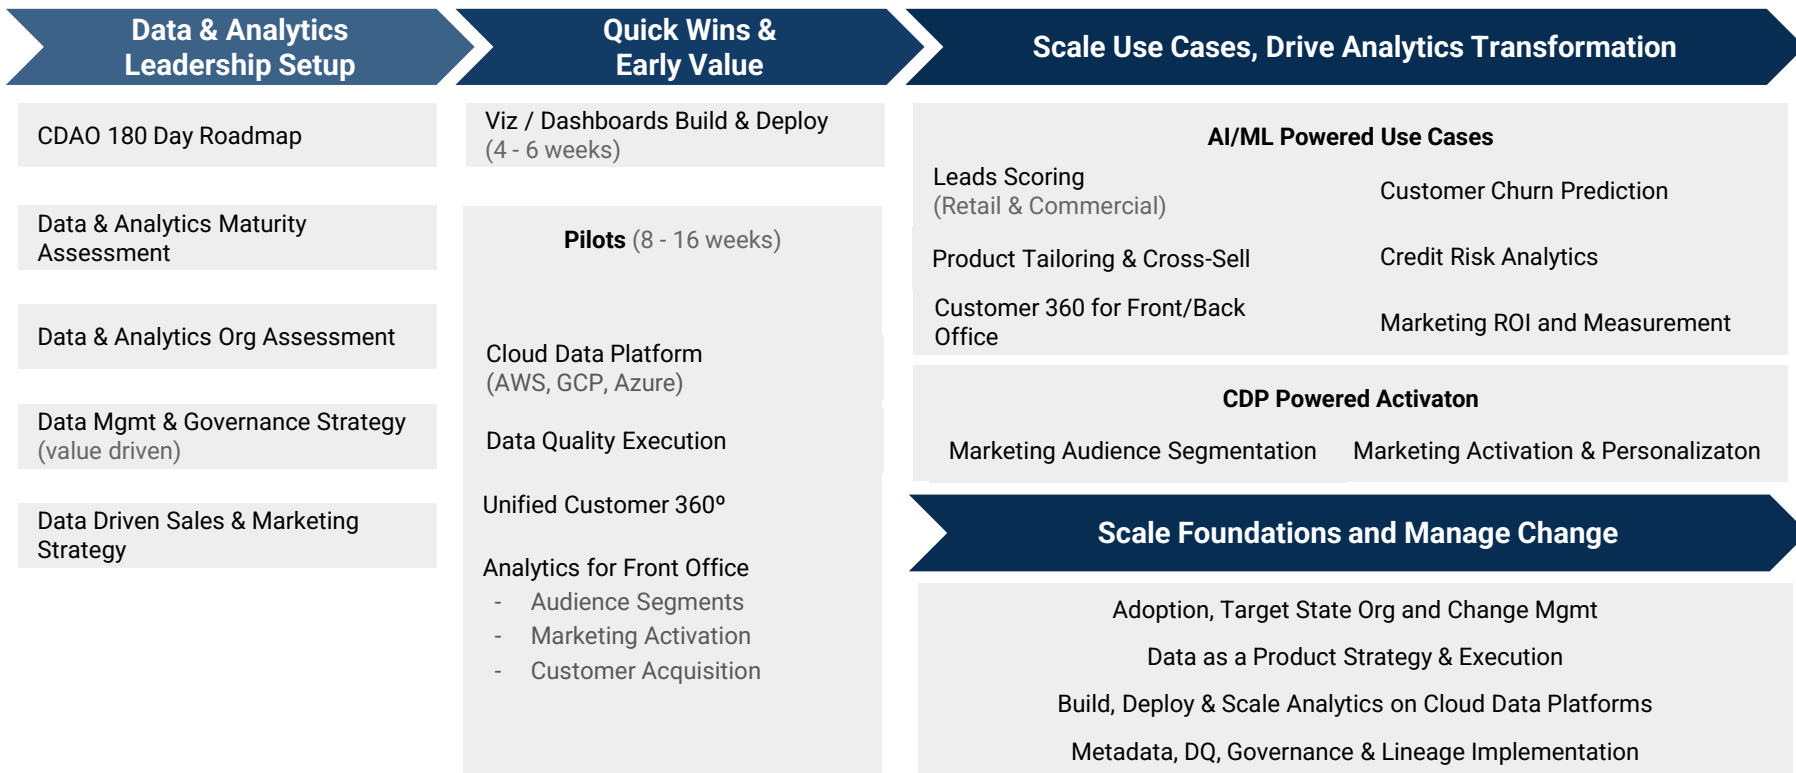 Data & Analytics
Leadership Setup
CDAO 180 Day Roadmap
Data & Analytics Maturity
Assessment
Data & Analytics Org Assessment
Data Mgmt & Governance Strategy
(value driven)
Data Driven Sales & Marketing
Strategy
Quick Wins &
Early Value
Viz / Dashboards Build & Deploy
(4 - 6 weeks)
Pilots (8 - 16 weeks)
Cloud Data Platform
(AWS, GCP, Azure)
Data Quality Execution
Unified Customer 360º
Analytics for Front Office
- Audience Segments
- Marketing Activation
- Customer Acquisition
Scale Use Cases, Drive Analytics Transformation
AI/ML Powered Use Cases
Leads Scoring
(Retail & Commercial)
Customer Churn Prediction
Product Tailoring & Cross-Sell
Credit Risk Analytics
Customer 360 for Front/Back
Office
Marketing ROI and Measurement
CDP Powered Activaton
Marketing Audience Segmentation
Marketing Activation & Personalizaton
Scale Foundations and Manage Change
Adoption, Target State Org and Change Mgmt
Data as a Product Strategy & Execution
Build, Deploy & Scale Analytics on Cloud Data Platforms
Metadata, DQ, Governance & Lineage Implementation